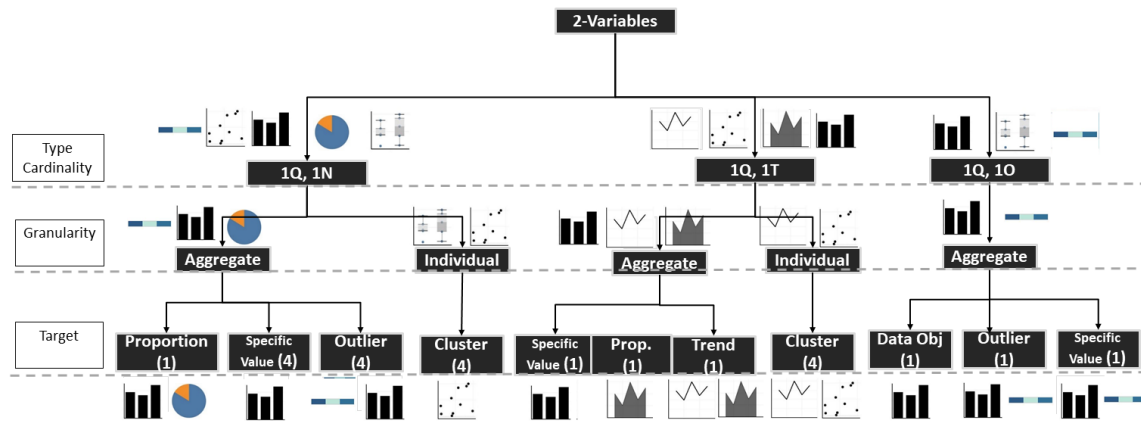 2-Variables
Type
Cardinality
1Q, 1N
1Q, 1T
1Q, 1O
Granularity
Aggregate
Individual
Aggregate
Individual
Aggregate
Target
Proportion
(1)
Specific
Value (4)
Outlier
(4)
Cluster
(4)
Specific
Value (1)
Prop.
(1)
Trend
(1)
Cluster
(4)
Data Obj
(1)
Outlier
(1)
Specific
Value (1)